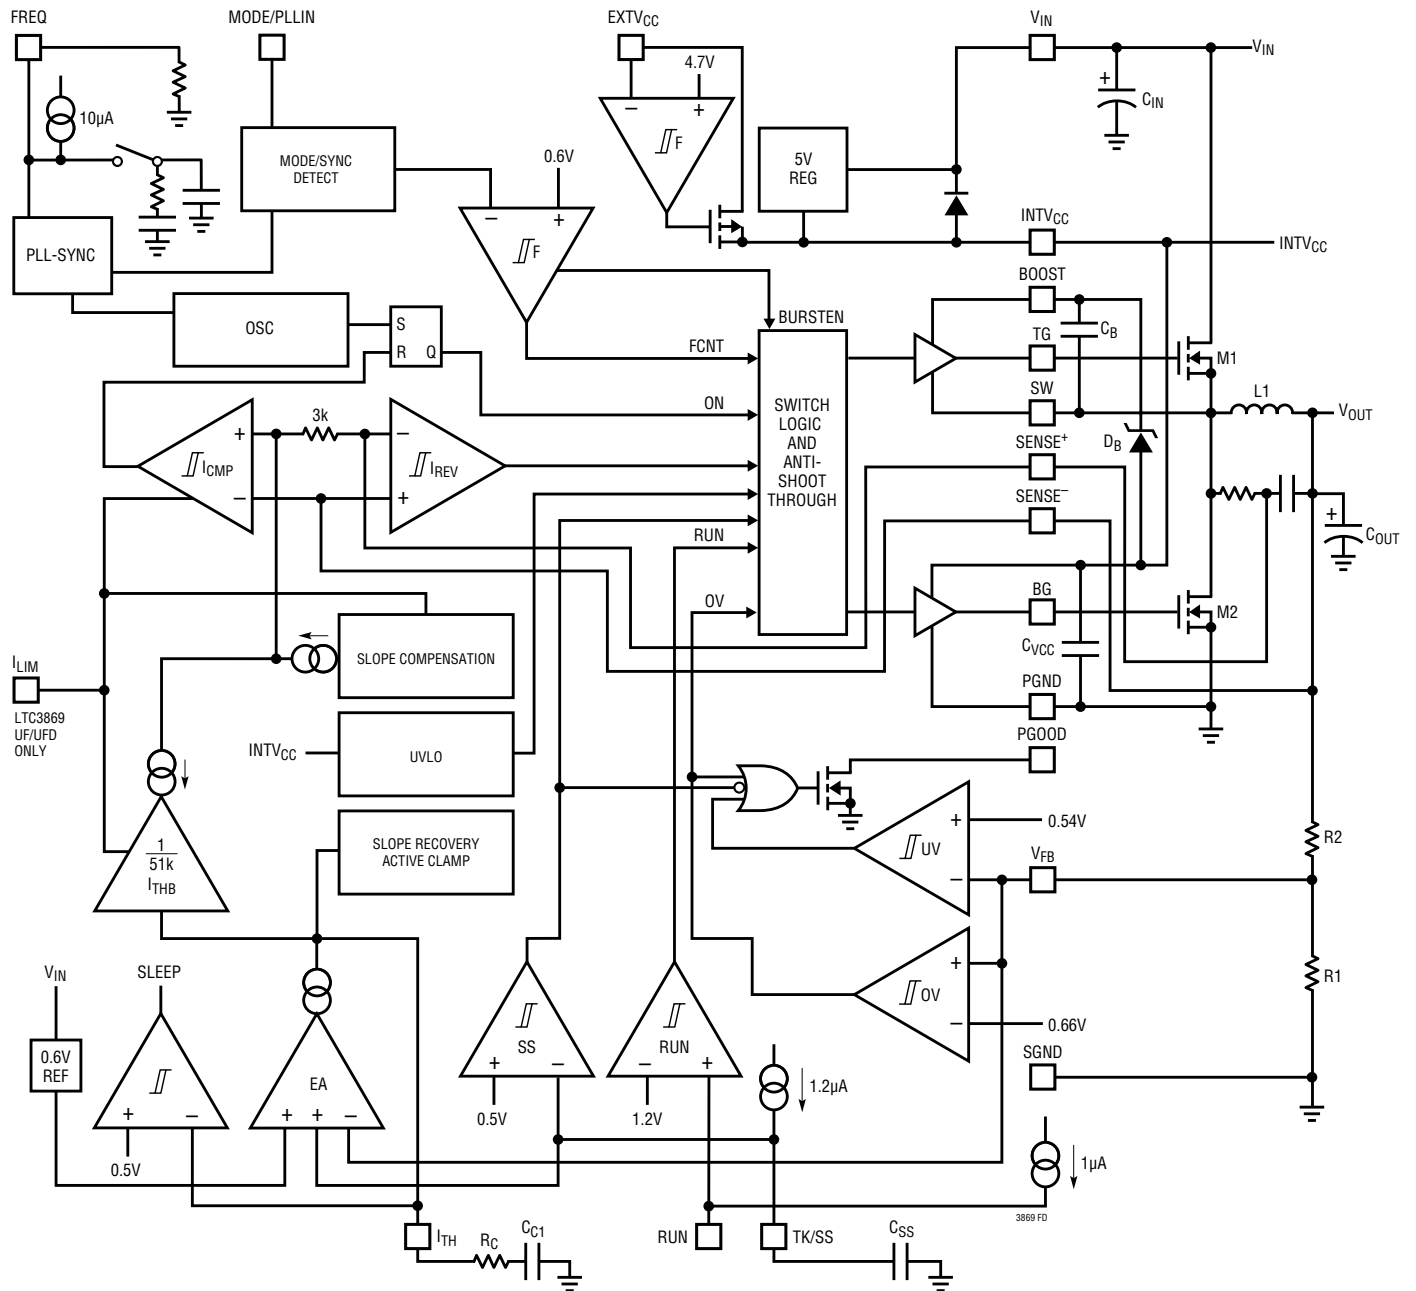 FREQ
MODE/PLLIN
EXTVCC
VIN
4.7V
VIN
+
CIN
10µA
– +
F
MODE/SYNC
DETECT
0.6V
5V
REG
– +
F
INTVCC
INTVCC
PLL-SYNC
BOOST
OSC
S
R Q
BURSTEN
CB
FCNT
TG
M1
SWITCH
LOGIC
AND
ANTI-
SHOOT
THROUGH
ON
SW
L1
VOUT
3k
+
–
ICMP
–
+
IREV
SENSE+
DB
SENSE–
RUN
+
COUT
OV
BG
M2
SLOPE COMPENSATION
CVCC
ILIM
LTC3869
UF/UFD
ONLY
PGND
INTVCC
UVLO
PGOOD
SLOPE RECOVERY
ACTIVE CLAMP
+
–
UV
0.54V
R2
1
51k
ITHB
VFB
+
–
OV
0.66V
R1
VIN
SLEEP
SS
+ –
RUN
– +
SGND
0.6V
REF
EA
+ + –
1.2µA
+ –
0.5V
0.5V
1.2V
1µA
3869 FD
ITH
RC
CC1
RUN
TK/SS
CSS